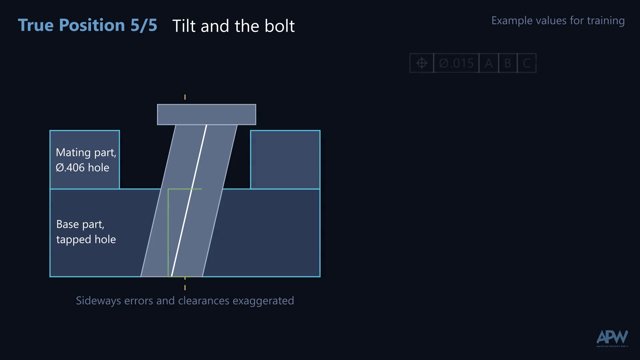 True Position 5/5 Tilt and the bolt
Example values for training
⌖ Ø.015 A B C
Mating part,
Ø.406 hole
Base part,
tapped hole
Sideways errors and clearances exaggerated
APW